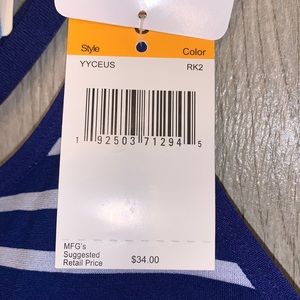 Style Color
YYCEUS RK2
1 92503 71294 5
MFG's
Suggested
Retail Price $34.00